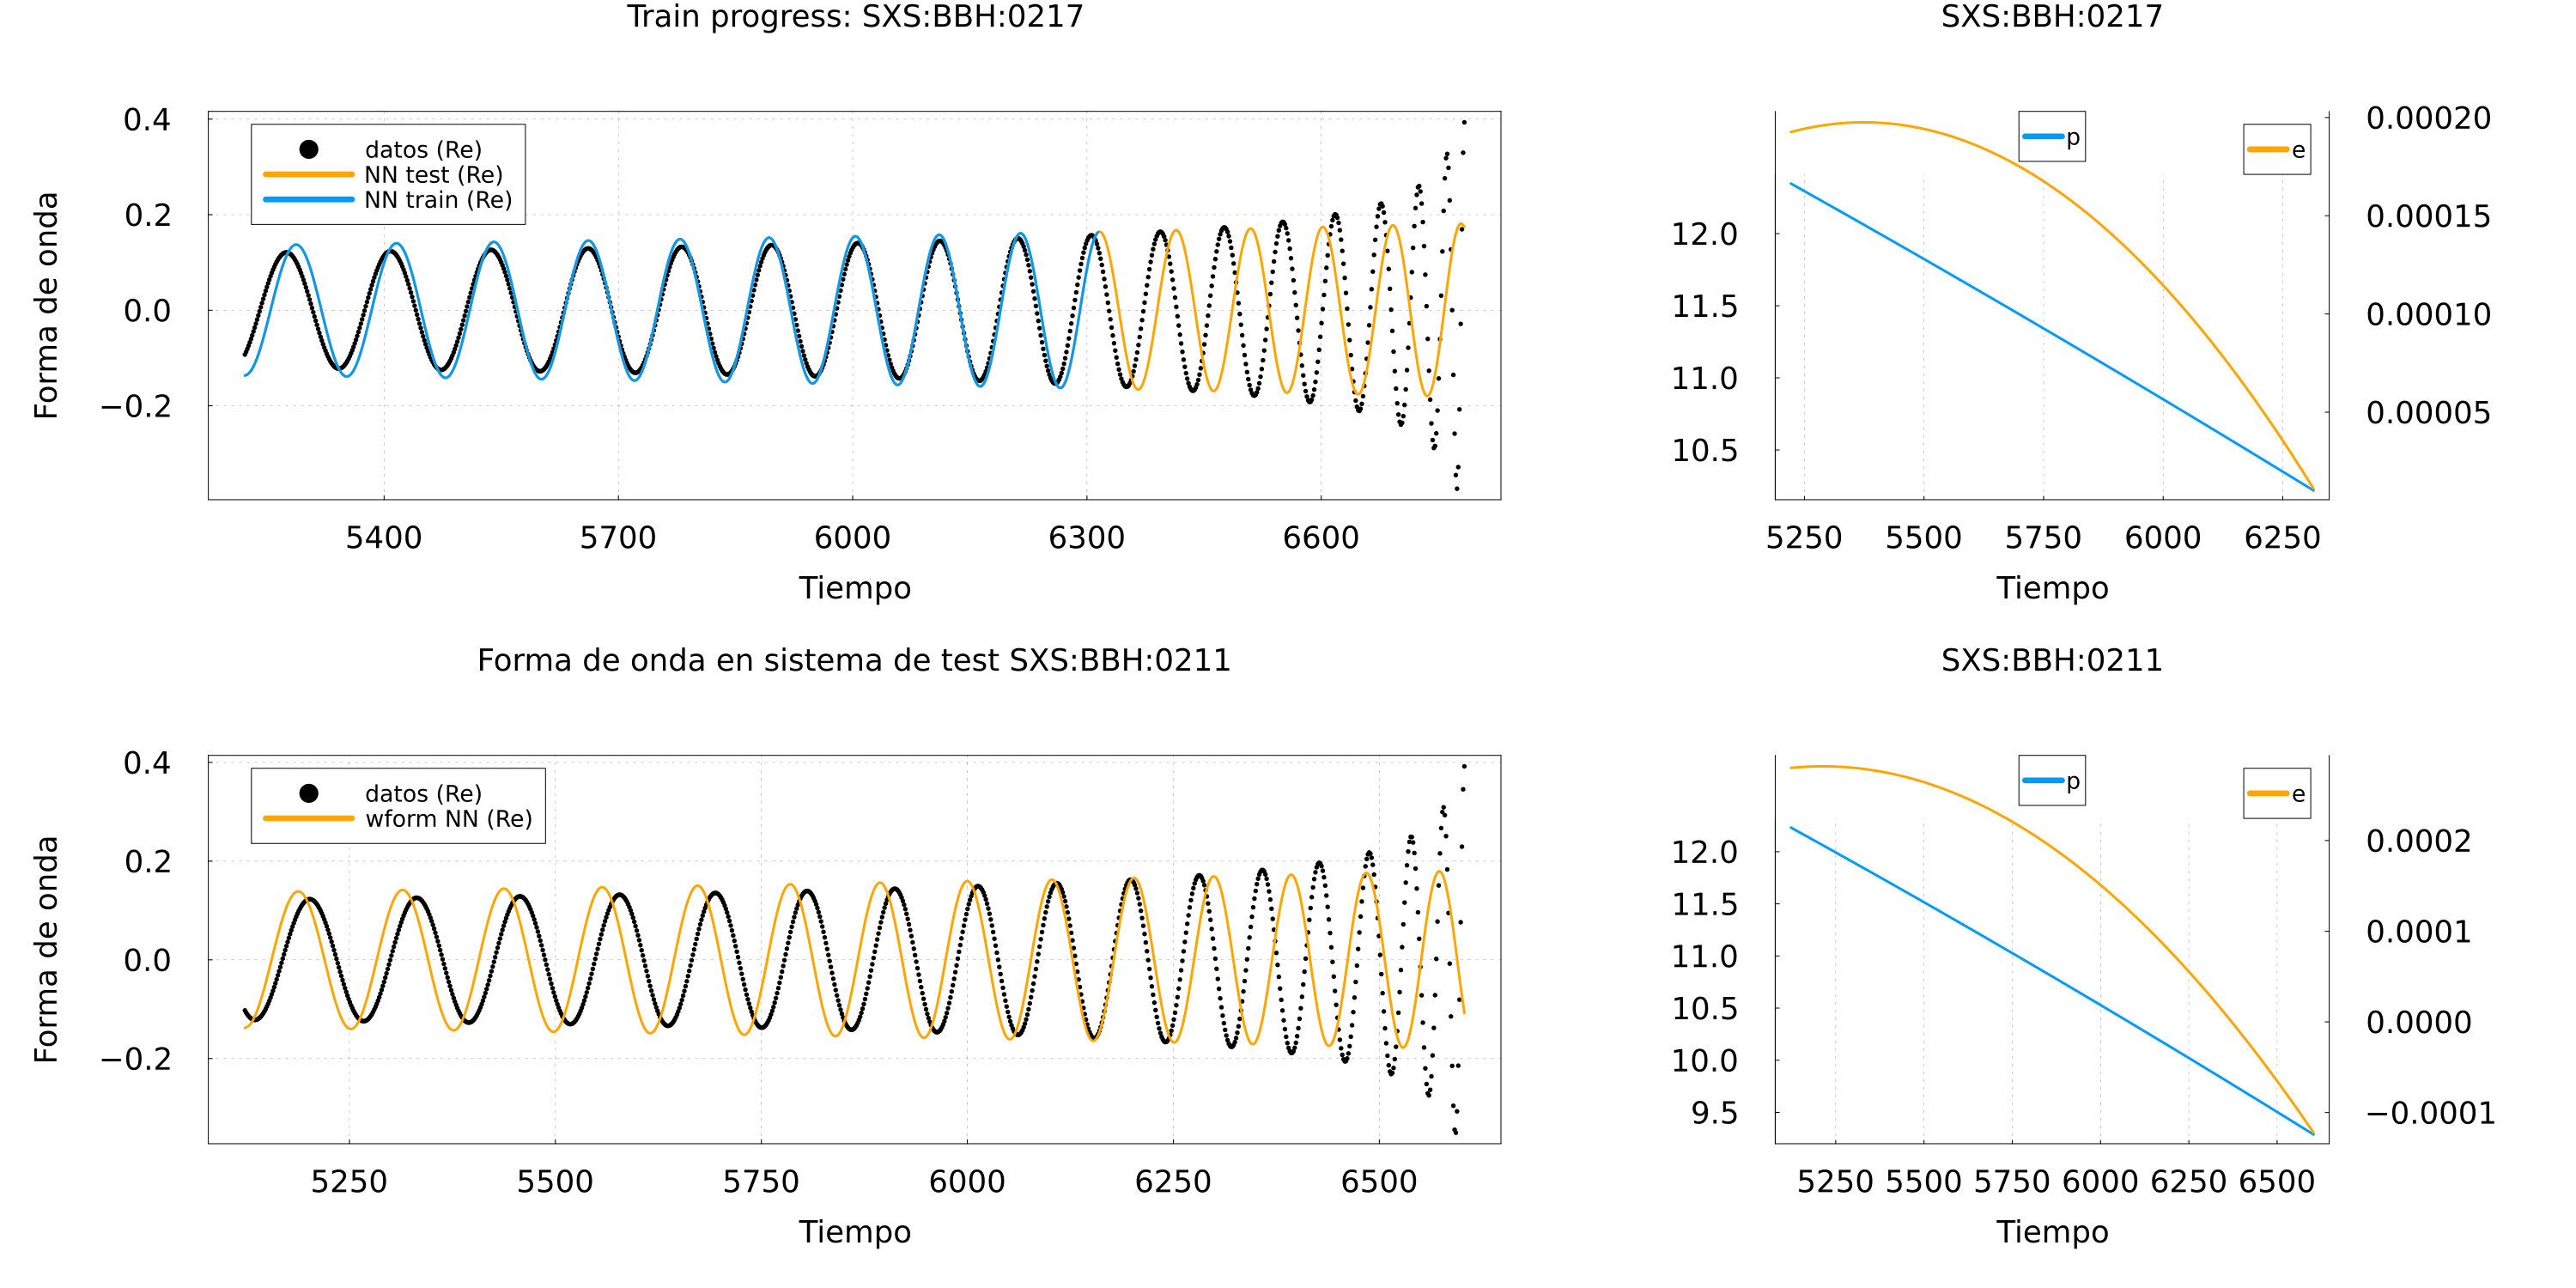 Train progress: SXS:BBH:0217
SXS:BBH:0217
Forma de onda
0.4
0.2
0.0
−0.2
datos (Re)
NN test (Re)
NN train (Re)
5400 5700 6000 6300 6600
Tiempo
12.0
11.5
11.0
10.5
p
e
0.00020
0.00015
0.00010
0.00005
5250 5500 5750 6000 6250
Tiempo
Forma de onda en sistema de test SXS:BBH:0211
SXS:BBH:0211
Forma de onda
0.4
0.2
0.0
−0.2
datos (Re)
wform NN (Re)
5250 5500 5750 6000 6250 6500
Tiempo
12.0
11.5
11.0
10.5
10.0
9.5
p
e
0.0002
0.0001
0.0000
−0.0001
5250 5500 5750 6000 6250 6500
Tiempo